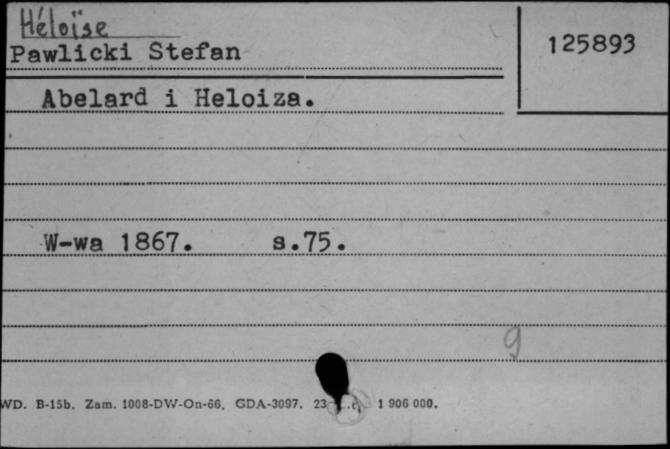 Héloïse
Pawlicki Stefan
125893
Abelard i Heloiza.
W-wa 1867. s.75.
9
WD. B-15b. Zam. 1008-DW-On-66. GDA-3097. 23 1 906 000.